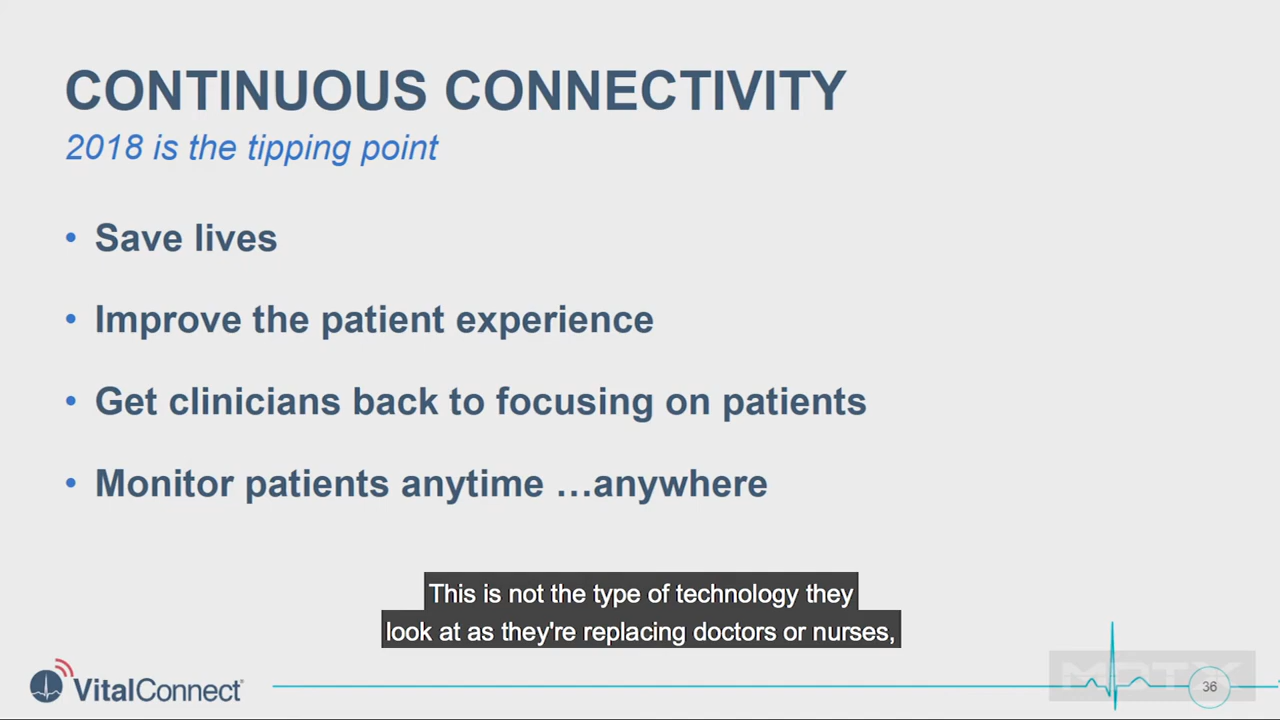 CONTINUOUS CONNECTIVITY
2018 is the tipping point
• Save lives
• Improve the patient experience
• Get clinicians back to focusing on patients
• Monitor patients anytime …anywhere
This is not the type of technology they
look at as they're replacing doctors or nurses,
VitalConnect®
36